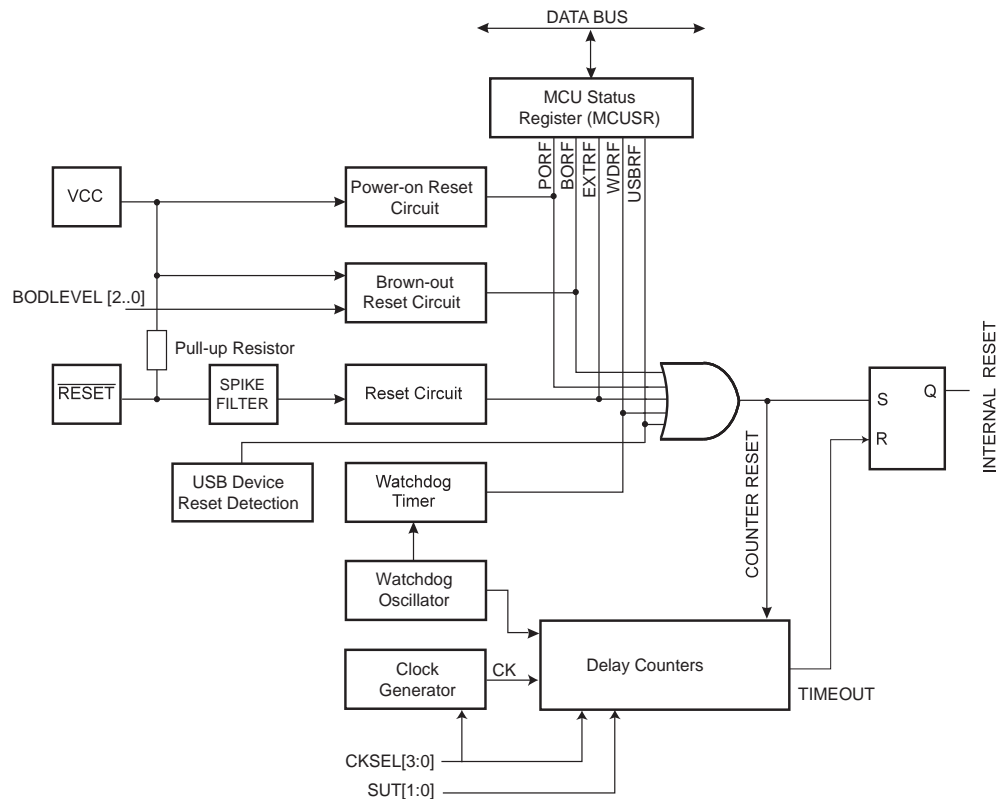 DATA BUS
MCU Status
Register (MCUSR)
PORF
BORF
EXTRF
WDRF
USBRF
VCC
Power-on Reset
Circuit
Brown-out
Reset Circuit
BODLEVEL [2..0]
Pull-up Resistor
RESET
SPIKE
FILTER
Reset Circuit
S
Q
R
INTERNAL RESET
USB Device
Reset Detection
Watchdog
Timer
COUNTER RESET
Watchdog
Oscillator
Clock
Generator
CK
Delay Counters
TIMEOUT
CKSEL[3:0]
SUT[1:0]